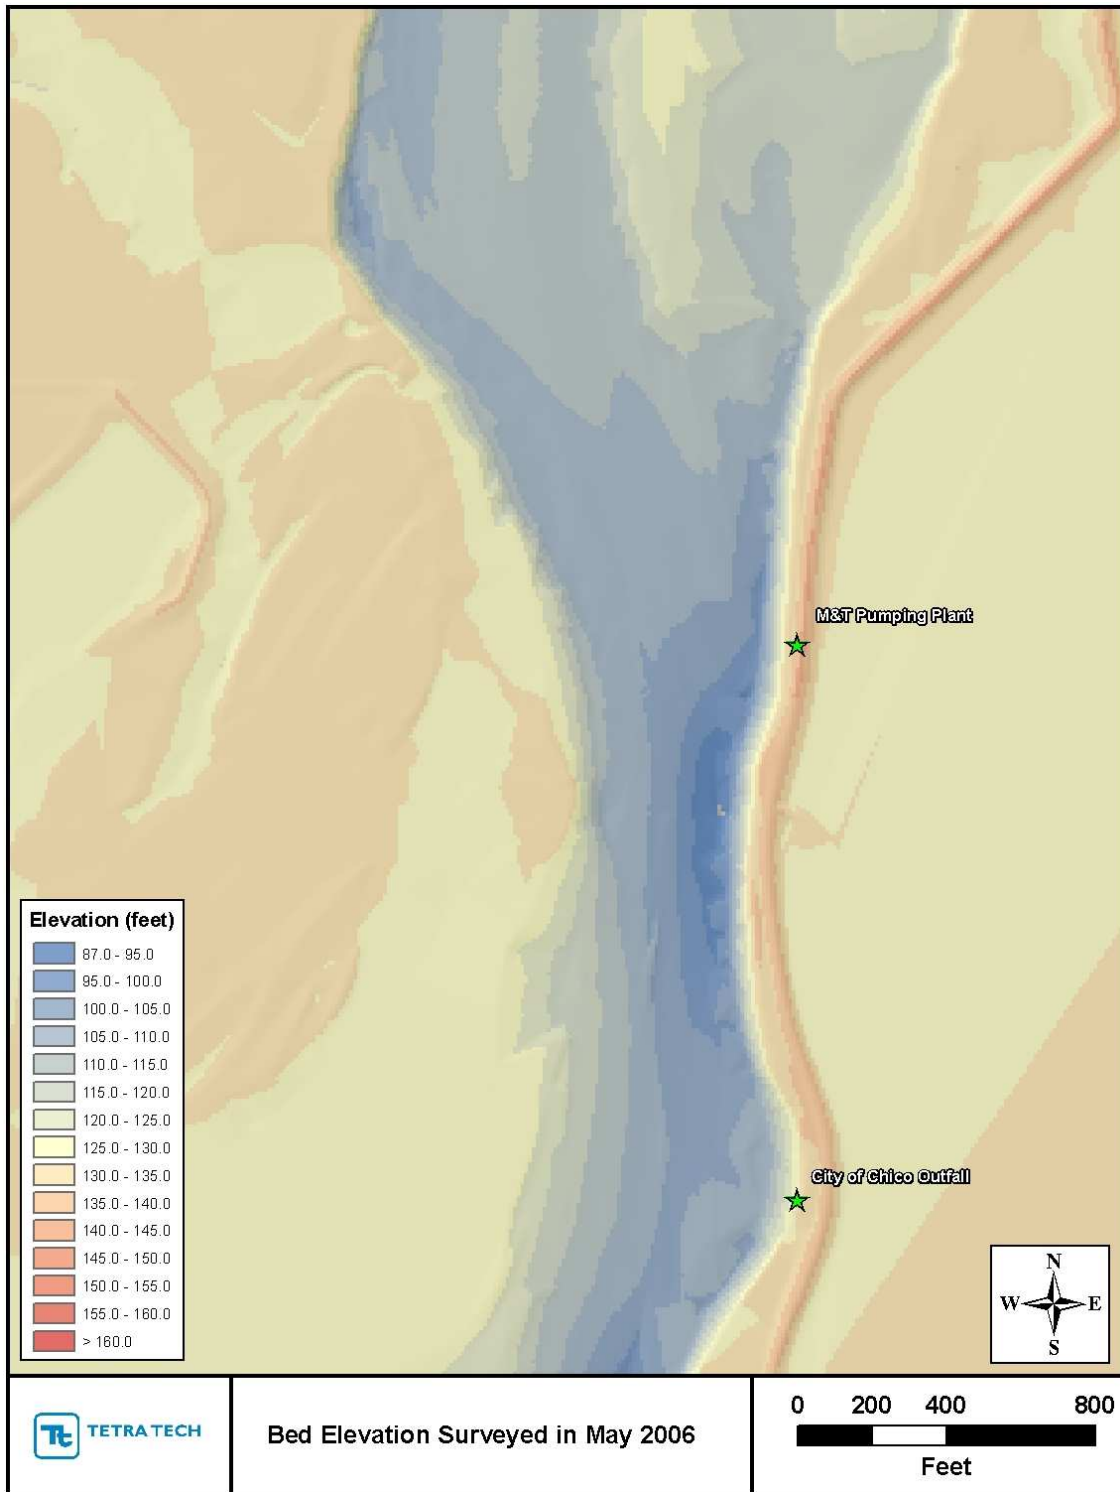 M&T Pumping Plant
City of Chico Outfall
Elevation (feet)
87.0 - 95.0
95.0 - 100.0
100.0 - 105.0
105.0 - 110.0
110.0 - 115.0
115.0 - 120.0
120.0 - 125.0
125.0 - 130.0
130.0 - 135.0
135.0 - 140.0
140.0 - 145.0
145.0 - 150.0
150.0 - 155.0
155.0 - 160.0
> 160.0
N
W E
S
Tt TETRA TECH
Bed Elevation Surveyed in May 2006
0 200 400 800
Feet